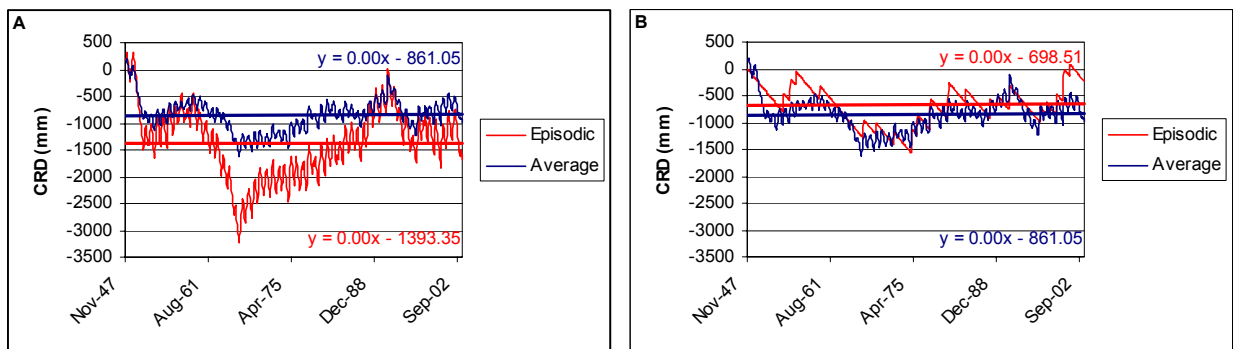 A
500
0
-500
-1000
-1500
-2000
-2500
-3000
-3500
CRD (mm)
y = 0.00x - 861.05
y = 0.00x - 1393.35
Nov-47
Aug-61
Apr-75
Dec-88
Sep-02
Episodic
Average
B
500
0
-500
-1000
-1500
-2000
-2500
-3000
-3500
CRD (mm)
y = 0.00x - 698.51
y = 0.00x - 861.05
Nov-47
Aug-61
Apr-75
Dec-88
Sep-02
Episodic
Average